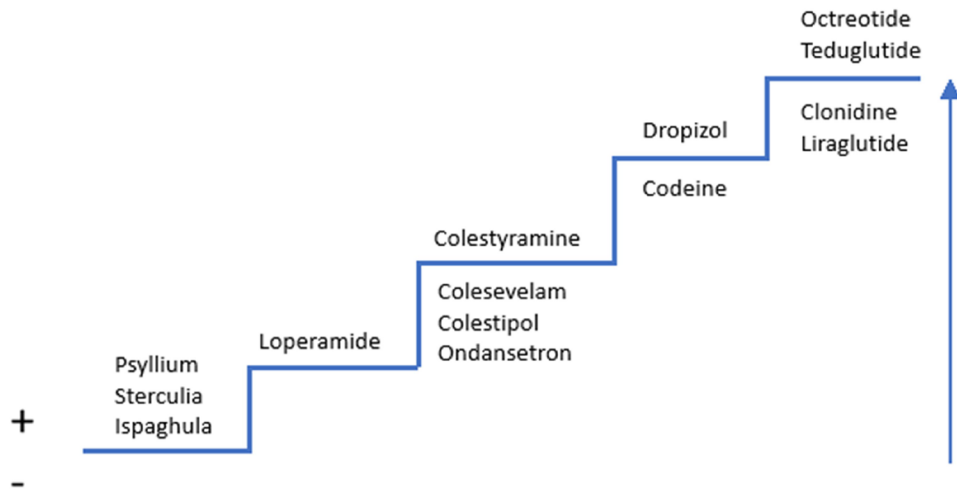 Octreotide
Teduglutide
Clonidine
Liraglutide
Dropizol
Codeine
Colestyramine
Colesevelam
Colestipol
Ondansetron
Loperamide
Psyllium
Sterculia
Ispaghula
+
-